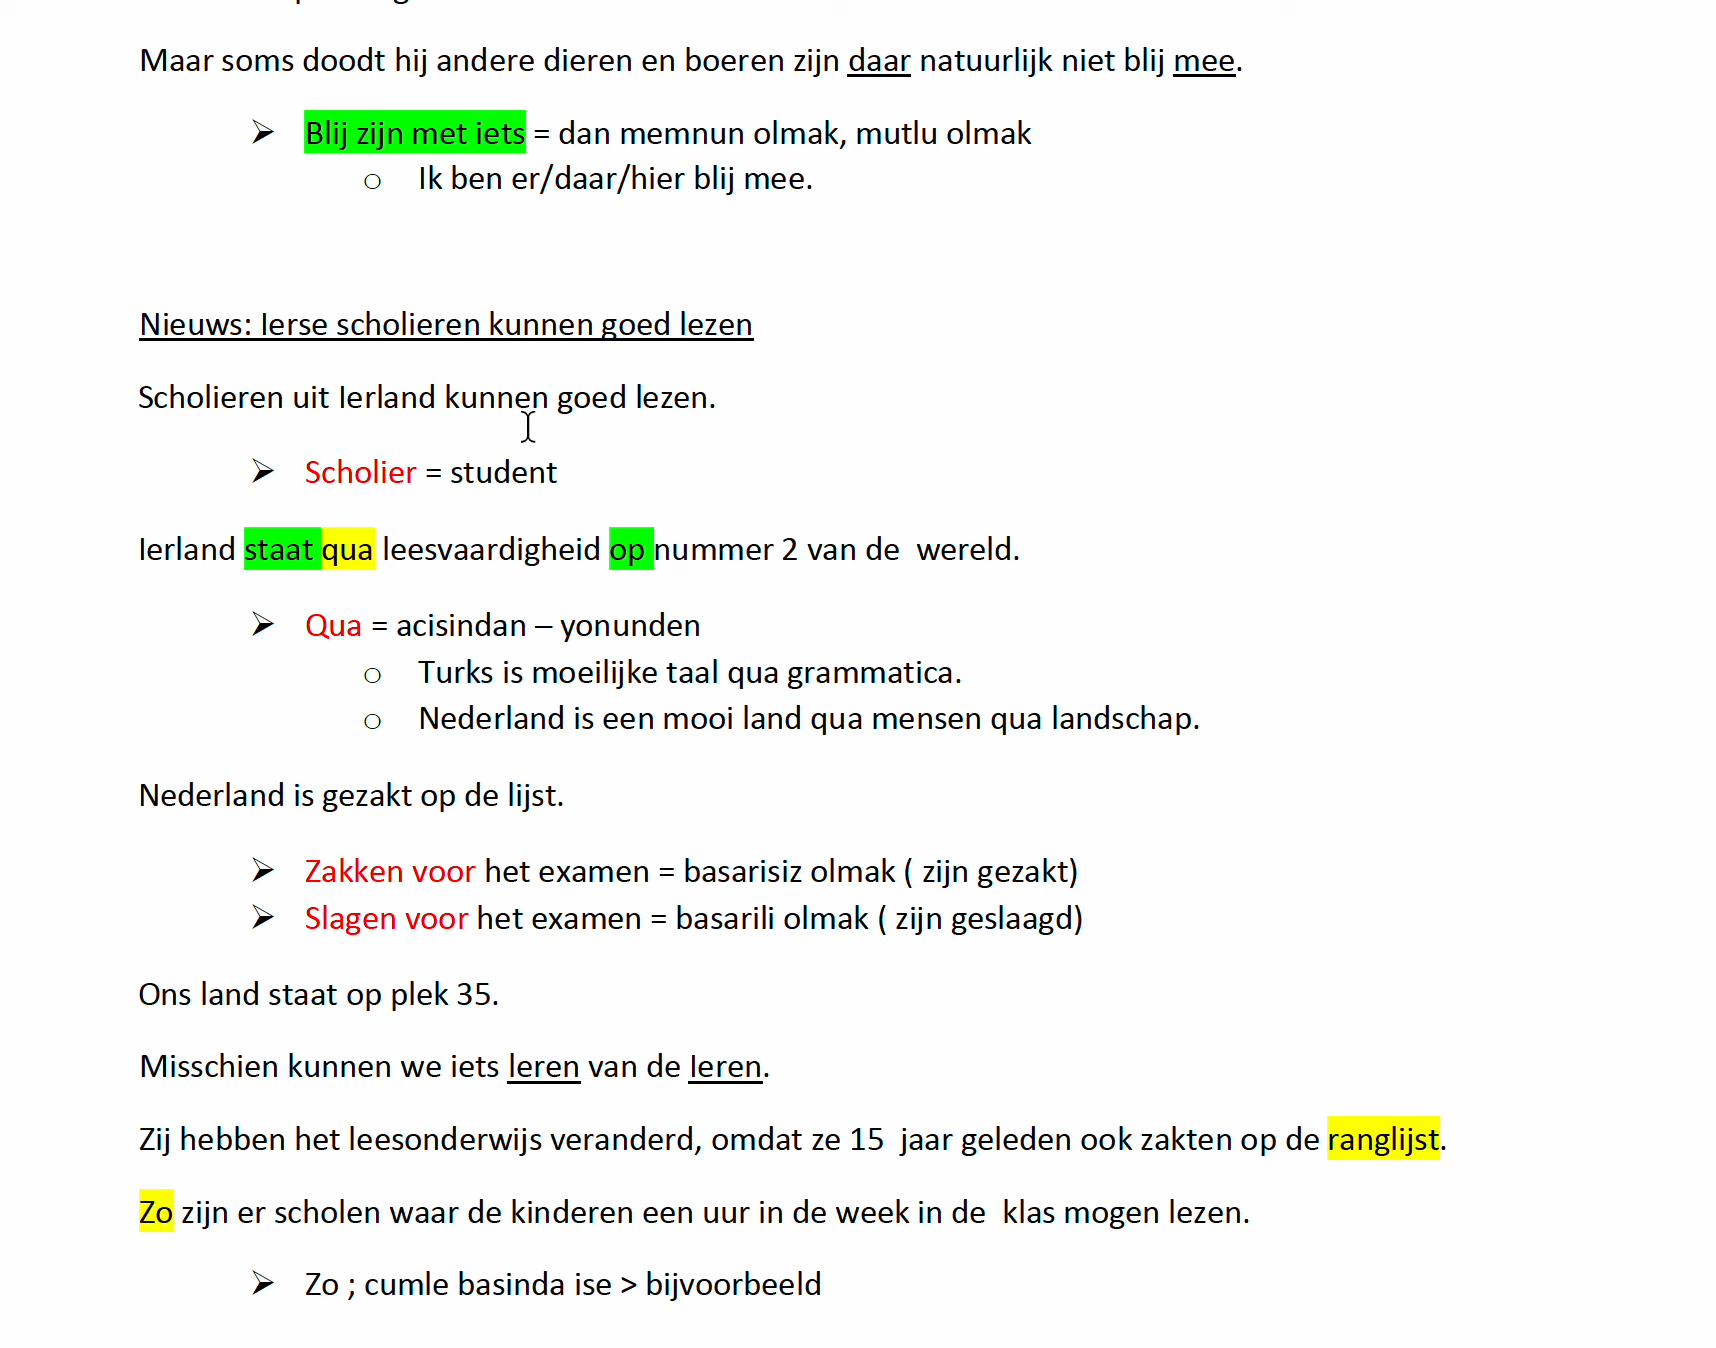 Maar soms doodt hij andere dieren en boeren zijn daar natuurlijk niet blij mee.
➢ Blij zijn met iets = dan memnun olmak, mutlu olmak
o Ik ben er/daar/hier blij mee.
Nieuws: Ierse scholieren kunnen goed lezen
Scholieren uit Ierland kunnen goed lezen.
➢ Scholier = student
Ierland staat qua leesvaardigheid op nummer 2 van de wereld.
➢ Qua = acisindan – yonunden
o Turks is moeilijke taal qua grammatica.
o Nederland is een mooi land qua mensen qua landschap.
Nederland is gezakt op de lijst.
➢ Zakken voor het examen = basarisiz olmak ( zijn gezakt)
➢ Slagen voor het examen = basarili olmak ( zijn geslaagd)
Ons land staat op plek 35.
Misschien kunnen we iets leren van de Ieren.
Zij hebben het leesonderwijs veranderd, omdat ze 15 jaar geleden ook zakten op de ranglijst.
Zo zijn er scholen waar de kinderen een uur in de week in de klas mogen lezen.
➢ Zo ; cumle basinda ise > bijvoorbeeld